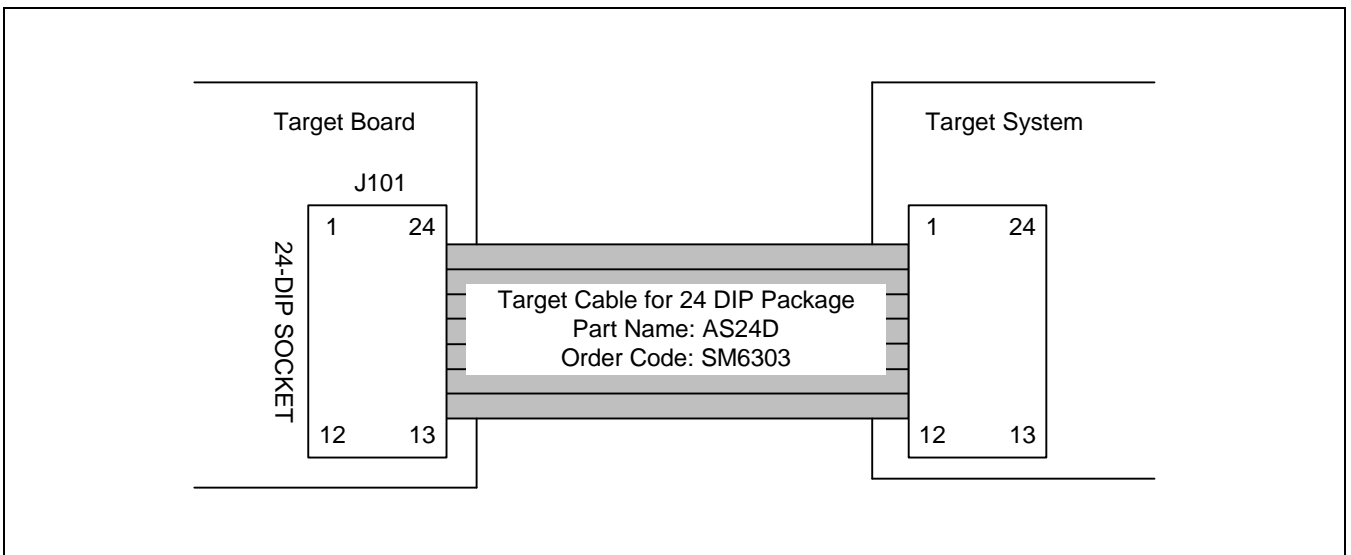 Target Board
Target System
J101
1 24
1 24
24-DIP SOCKET
Target Cable for 24 DIP Package
Part Name: AS24D
Order Code: SM6303
12 13
12 13